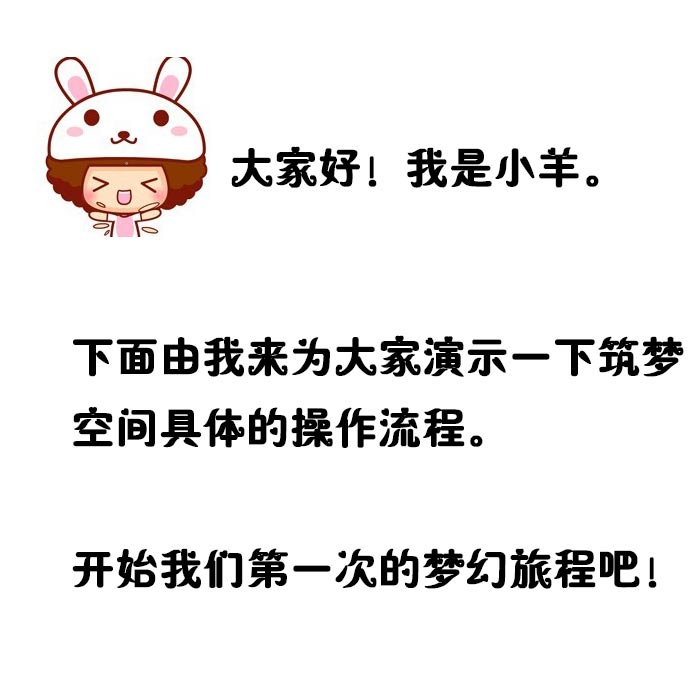 大家好！我是小羊。
下面由我来为大家演示一下筑梦
空间具体的操作流程。
开始我们第一次的梦幻旅程吧！